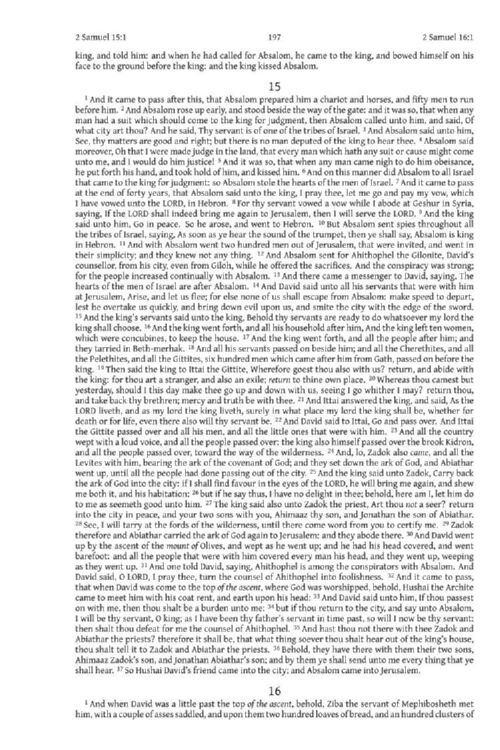 2 Samuel 15:1 197 2 Samuel 16:1
king, and told him: and when he had called for Absalom, he came to the king, and bowed himself on his
face to the ground before the king: and the king kissed Absalom.
15
1 And it came to pass after this, that Absalom prepared him a chariot and horses, and fifty men to run
before him. 2 And Absalom rose up early, and stood beside the way of the gate: and it was so, that when any
man had a suit which should come to the king for judgment, then Absalom called unto him, and said, Of
what city art thou? And he said, Thy servant is of one of the tribes of Israel. 3 And Absalom said unto him,
See, thy matters are good and right; but there is no man deputed of the king to hear thee. 4 Absalom said
moreover, Oh that I were made judge in the land, that every man which hath any suit or cause might come
unto me, and I would do him justice! 5 And it was so, that when any man came nigh to do him obeisance,
he put forth his hand, and took hold of him, and kissed him. 6 And on this manner did Absalom to all Israel
that came to the king for judgment: so Absalom stole the hearts of the men of Israel. 7 And it came to pass
at the end of forty years, that Absalom said unto the king, I pray thee, let me go and pay my vow, which
I have vowed unto the LORD, in Hebron. 8 For thy servant vowed a vow while I abode at Geshur in Syria,
saying, If the LORD shall indeed bring me again to Jerusalem, then I will serve the LORD. 9 And the king
said unto him, Go in peace. So he arose, and went to Hebron. 10 But Absalom sent spies throughout all
the tribes of Israel, saying, As soon as ye hear the sound of the trumpet, then ye shall say, Absalom is king
in Hebron. 11 And with Absalom went two hundred men out of Jerusalem, that were invited, and went in
their simplicity; and they knew not any thing. 12 And Absalom sent for Ahithophel the Gilonite, David's
counsellor, from his city, even from Giloh, while he offered the sacrifices. And the conspiracy was strong;
for the people increased continually with Absalom. 13 And there came a messenger to David, saying, The
hearts of the men of Israel are after Absalom. 14 And David said unto all his servants that were with him
at Jerusalem, Arise, and let us flee; for else none of us shall escape from Absalom: make speed to depart,
lest he overtake us quickly, and bring down evil upon us, and smite the city with the edge of the sword.
15 And the king's servants said unto the king, Behold thy servants are ready to do whatsoever my lord the
king shall choose. 16 And the king went forth, and all his household after him, And the king left ten women,
which were concubines, to keep the house. 17 And the king went forth, and all the people after him; and
they tarried in Beth-merhak. 18 And all his servants passed on beside him; and all the Cherethites, and all
the Pelethites, and all the Gittites, six hundred men which came after him from Gath, passed on before the
king. 19 Then said the king to Ittai the Gittite, Wherefore goest thou also with us? return, and abide with
the king: for thou art a stranger, and also an exile; return to thine own place. 20 Whereas thou camest but
yesterday, should I this day make thee go up and down with us, seeing I go whither I may? return thou,
and take back thy brethren; mercy and truth be with thee. 21 And Ittai answered the king, and said, As the
LORD liveth, and as my lord the king liveth, surely in what place my lord the king shall be, whether for
death or for life, even there also will thy servant be. 22 And David said to Ittai, Go and pass over. And Ittai
the Gittite passed over and all his men, and all the little ones that were with him. 23 And all the country
wept with a loud voice, and all the people passed over: the king also himself passed over the brook Kidron,
and all the people passed over, toward the way of the wilderness. 24 And, lo, Zadok also came, and all the
Levites with him, bearing the ark of the covenant of God; and they set down the ark of God, and Abiathar
went up, until all the people had done passing out of the city. 25 And the king said unto Zadok, Carry back
the ark of God into the city: if I shall find favour in the eyes of the LORD, he will bring me again, and shew
me both it, and his habitation: 26 but if he say thus, I have no delight in thee; behold, here am I, let him do
to me as seemeth good unto him. 27 The king said also unto Zadok the priest, Art thou not a seer? return
into the city in peace, and your two sons with you, Ahimaaz thy son, and Jonathan the son of Abiathar.
28 See, I will tarry at the fords of the wilderness, until there come word from you to certify me. 29 Zadok
therefore and Abiathar carried the ark of God again to Jerusalem: and they abode there. 30 And David went
up by the ascent of the mount of Olives, and wept as he went up; and he had his head covered, and went
barefoot: and all the people that were with him covered every man his head, and they went up, weeping
as they went up. 31 And one told David, saying, Ahithophel is among the conspirators with Absalom. And
David said, O LORD, I pray thee, turn the counsel of Ahithophel into foolishness. 32 And it came to pass,
that when David was come to the top of the ascent, where God was worshipped, behold, Hushai the Archite
came to meet him with his coat rent, and earth upon his head: 33 And David said unto him, If thou passest
on with me, then thou shalt be a burden unto me: 34 but if thou return to the city, and say unto Absalom,
I will be thy servant, O king; as I have been thy father's servant in time past, so will I now be thy servant:
then shalt thou defeat for me the counsel of Ahithophel. 35 And hast thou not there with thee Zadok and
Abiathar the priests? therefore it shall be, that what thing soever thou shalt hear out of the king's house,
thou shalt tell it to Zadok and Abiathar the priests. 36 Behold, they have there with them their two sons,
Ahimaaz Zadok's son, and Jonathan Abiathar's son; and by them ye shall send unto me every thing that ye
shall hear. 37 So Hushai David's friend came into the city; and Absalom came into Jerusalem.
16
1 And when David was a little past the top of the ascent, behold, Ziba the servant of Mephibosheth met
him, with a couple of asses saddled, and upon them two hundred loaves of bread, and an hundred clusters of